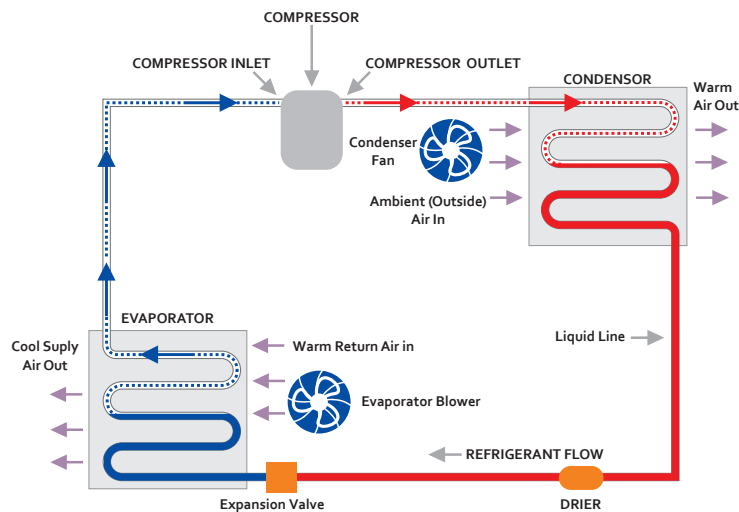 COMPRESSOR
COMPRESSOR INLET
COMPRESSOR OUTLET
CONDENSOR
Warm
Air Out
Condenser
Fan
Ambient (Outside)
Air In
EVAPORATOR
Cool Suply
Air Out
Warm Return Air in
Liquid Line
Evaporator Blower
REFRIGERANT FLOW
Expansion Valve
DRIER